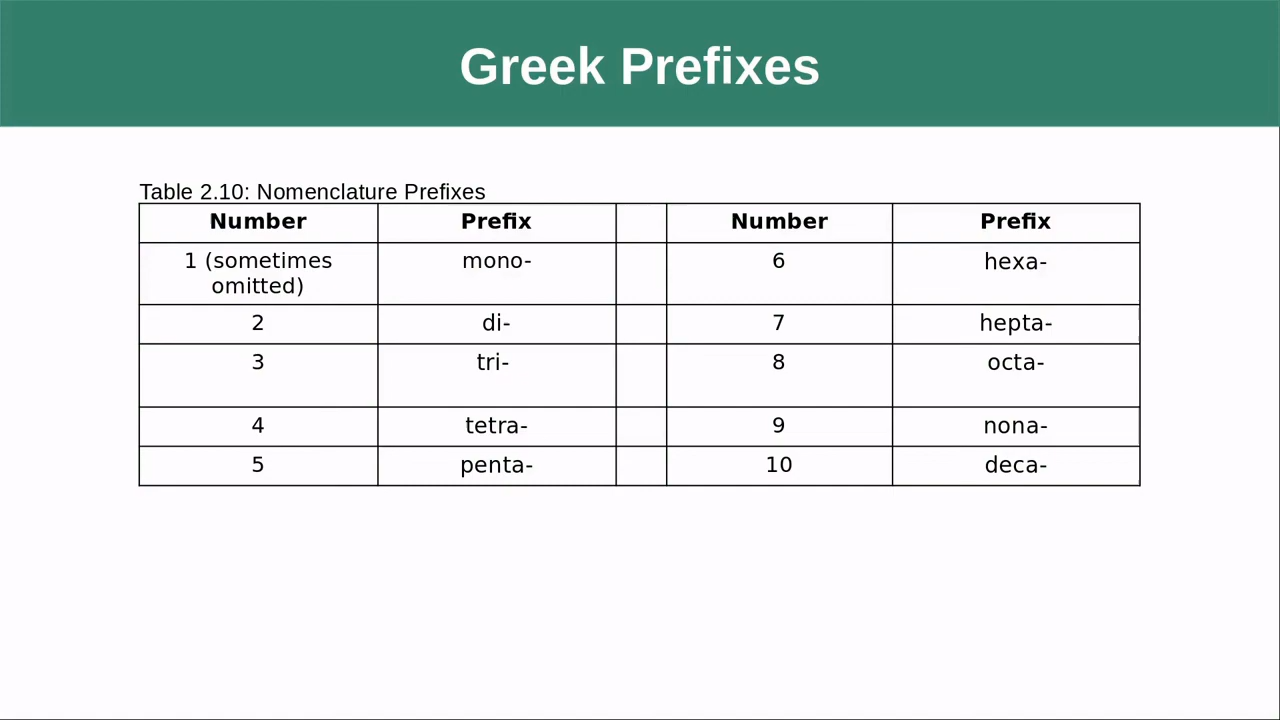 Greek Prefixes
Table 2.10: Nomenclature Prefixes
Number Prefix Number Prefix
1 (sometimes omitted) mono- 6 hexa-
2 di- 7 hepta-
3 tri- 8 octa-
4 tetra- 9 nona-
5 penta- 10 deca-